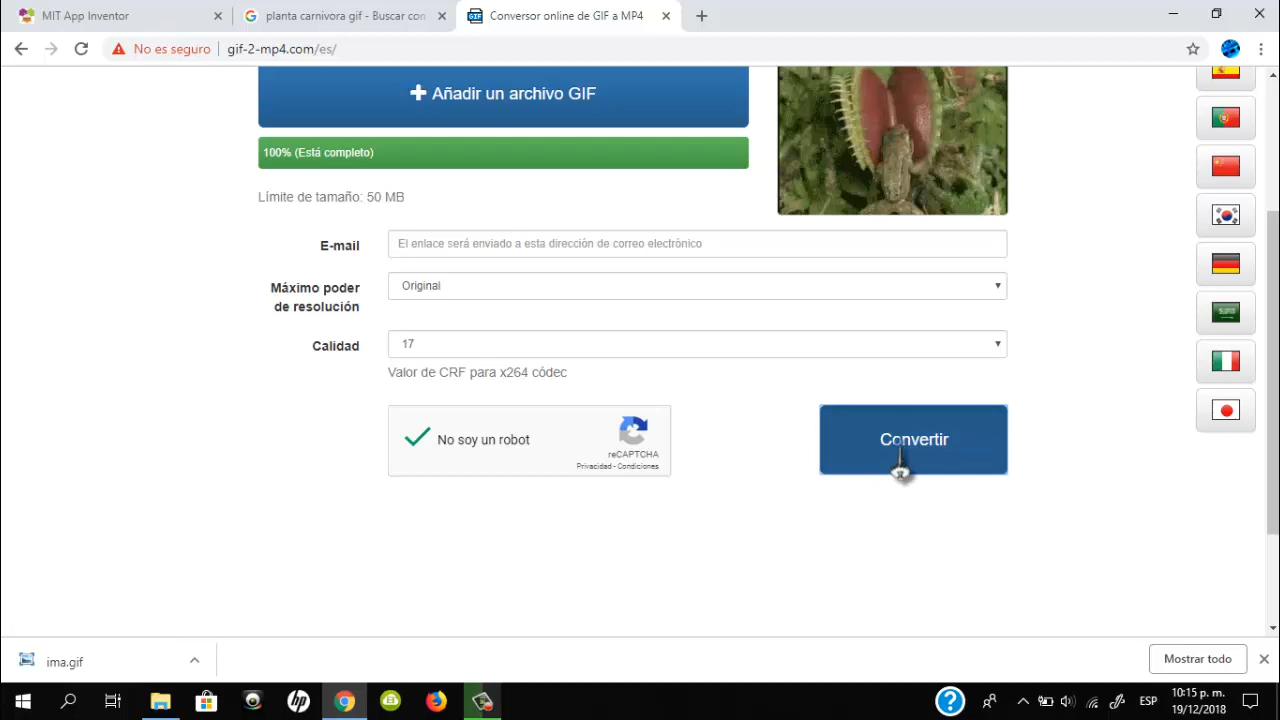 MIT App Inventor
planta carnivora gif - Buscar con
GIF
Conversor online de GIF a MP4
No es seguro
gif-2-mp4.com/es/
Añadir un archivo GIF
100% (Está completo)
Límite de tamaño: 50 MB
E-mail
El enlace será enviado a esta dirección de correo electrónico
Máximo poder
de resolución
Original
Calidad
17
Valor de CRF para x264 códec
No soy un robot
reCAPTCHA
Privacidad - Condiciones
Convertir
ima.gif
Mostrar todo
hp
ESP
10:15 p. m.
19/12/2018